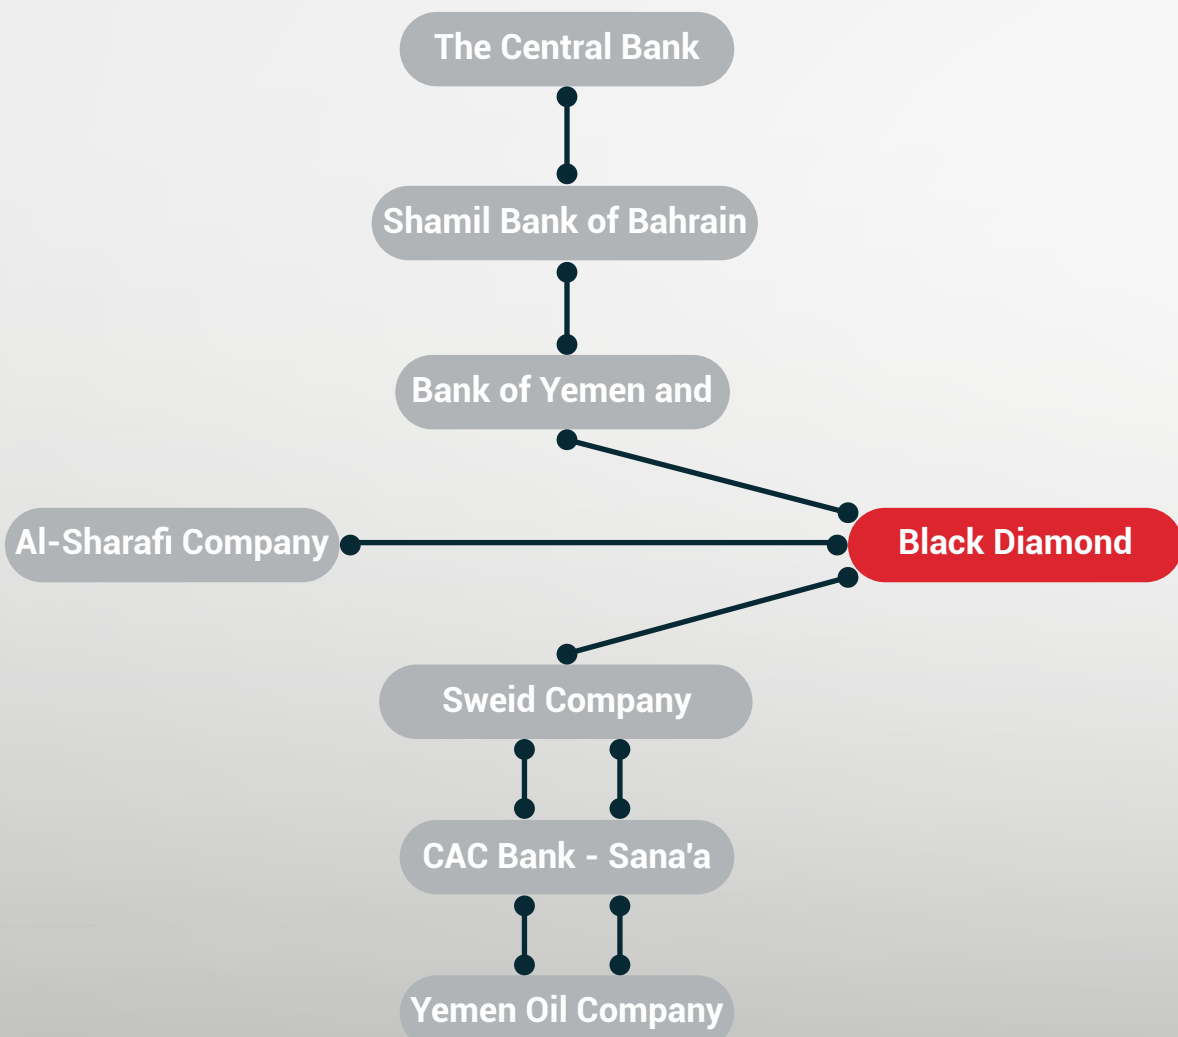 The Central Bank
Shamil Bank of Bahrain
Bank of Yemen and
Al-Sharafi Company
Black Diamond
Sweid Company
CAC Bank - Sana'a
Yemen Oil Company